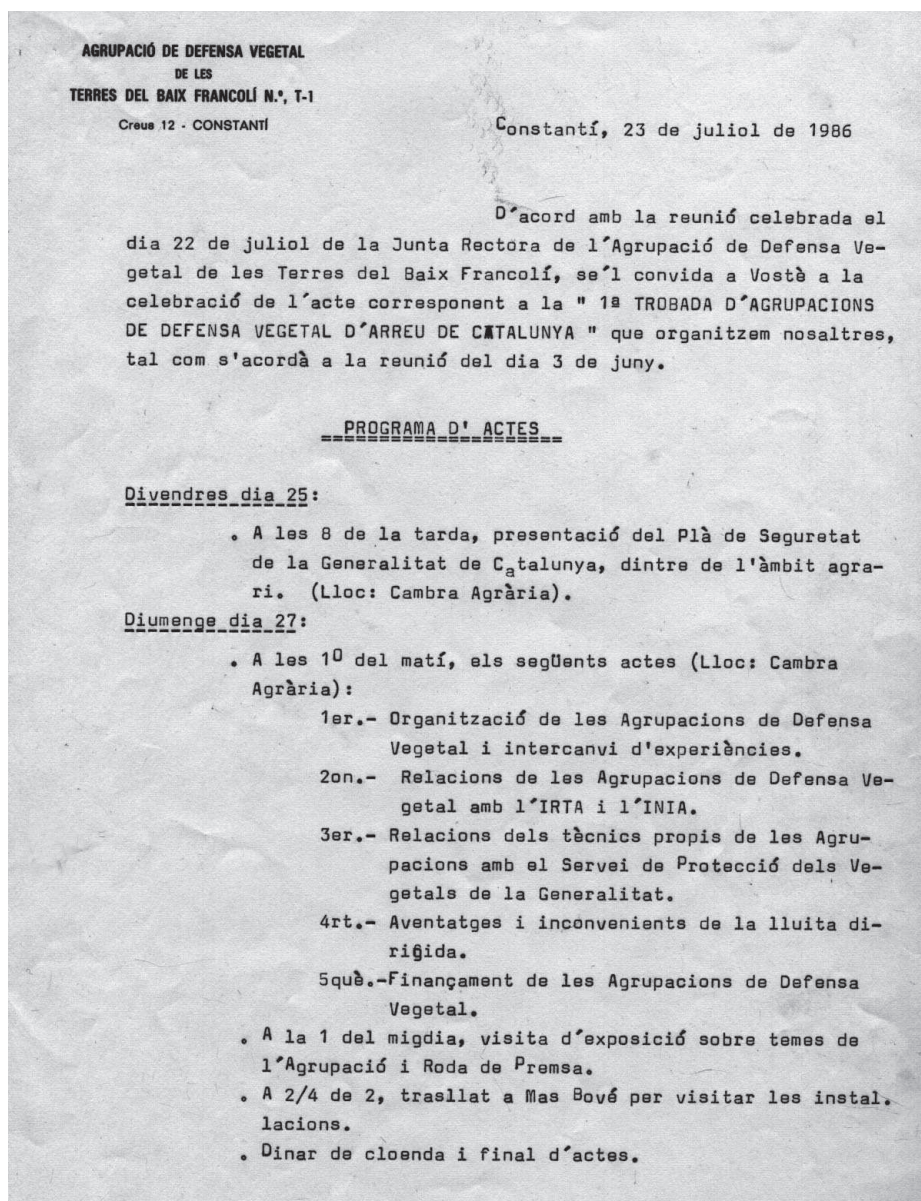 AGRUPACIÓ DE DEFENSA VEGETAL
DE LES
TERRES DEL BAIX FRANCOLÍ N.º, T-1
Creus 12 - CONSTANTÍ
Constantí, 23 de juliol de 1986
D´acord amb la reunió celebrada el
dia 22 de juliol de la Junta Rectora de l´Agrupació de Defensa Ve-
getal de les Terres del Baix Francolí, se´l convida a Vostè a la
celebració de l´acte corresponent a la " 1ª TROBADA D´AGRUPACIONS
DE DEFENSA VEGETAL D´ARREU DE CATALUNYA " que organitzem nosaltres,
tal com s'acordà a la reunió del dia 3 de juny.
PROGRAMA D' ACTES
Divendres dia 25:
. A les 8 de la tarda, presentació del Plà de Seguretat
de la Generalitat de Catalunya, dintre de l'àmbit agra-
ri. (Lloc: Cambra Agrària).
Diumenge dia 27:
. A les 10 del matí, els següents actes (Lloc: Cambra
Agrària):
1er.- Organització de les Agrupacions de Defensa
Vegetal i intercanvi d'experiències.
2on.- Relacions de les Agrupacions de Defensa Ve-
getal amb l´IRTA i l´INIA.
3er.- Relacions dels tècnics propis de les Agru-
pacions amb el Servei de Protecció dels Ve-
getals de la Generalitat.
4rt.- Aventatges i inconvenients de la lluita di-
rigida.
5què.-Finançament de les Agrupacions de Defensa
Vegetal.
. A la 1 del migdia, visita d´exposició sobre temes de
l´Agrupació i Roda de Premsa.
. A 2/4 de 2, trasllat a Mas Bové per visitar les instal.
lacions.
. Dinar de cloenda i final d´actes.